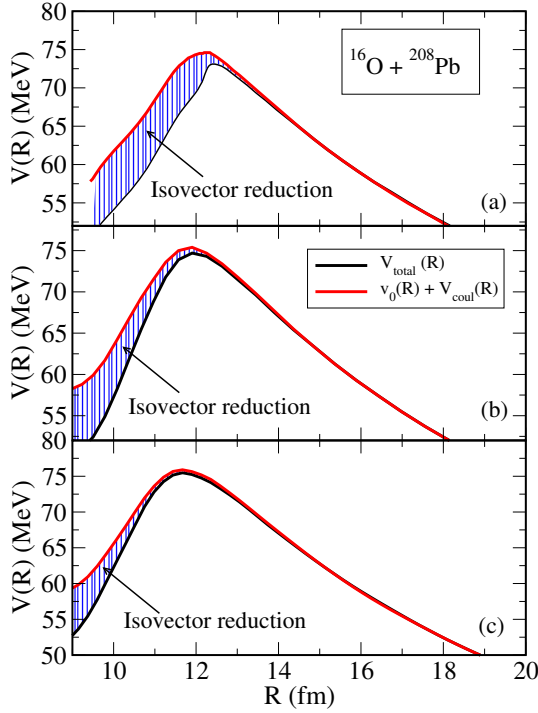 80
75
70
65
60
55
V(R) (MeV)
¹⁶O + ²⁰⁸Pb
Isovector reduction
(a)
75
70
65
60
55
V(R) (MeV)
V_total (R)
v₀(R) + V_coul(R)
Isovector reduction
(b)
80
75
70
65
60
55
50
V(R) (MeV)
Isovector reduction
(c)
10 12 14 16 18 20
R (fm)